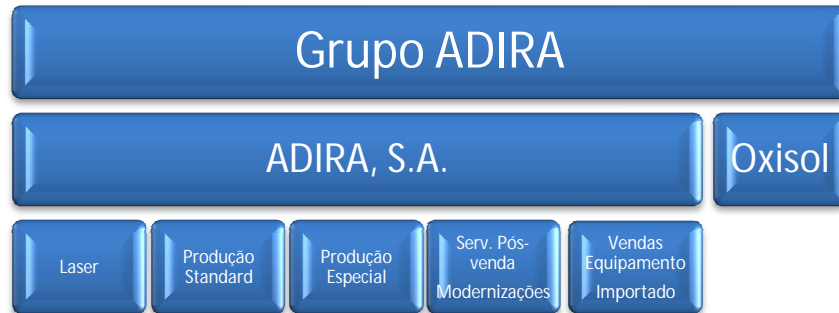 Grupo ADIRA
ADIRA, S.A.
Oxisol
Laser
Produção
Standard
Produção
Especial
Serv. Pós-
venda
Modernizações
Vendas
Equipamento
Importado